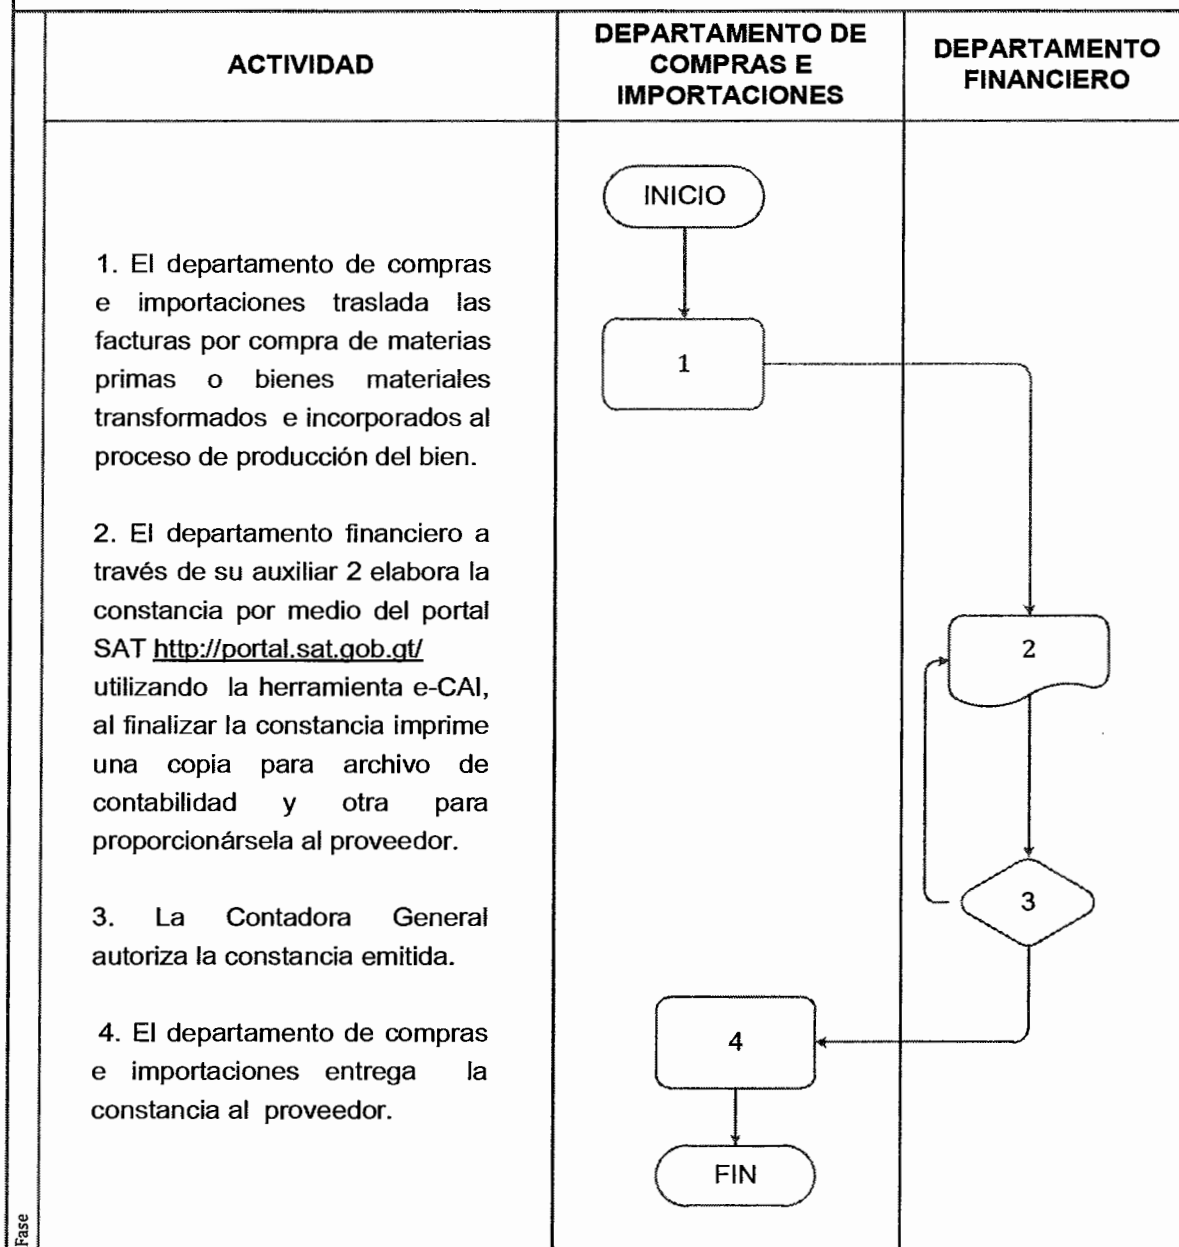 ACTIVIDAD
DEPARTAMENTO DE
COMPRAS E
IMPORTACIONES
DEPARTAMENTO
FINANCIERO
1. El departamento de compras
e importaciones traslada las
facturas por compra de materias
primas o bienes materiales
transformados e incorporados al
proceso de producción del bien.
2. El departamento financiero a
través de su auxiliar 2 elabora la
constancia por medio del portal
SAT http://portal.sat.gob.gt/
utilizando la herramienta e-CAI,
al finalizar la constancia imprime
una copia para archivo de
contabilidad y otra para
proporcionársela al proveedor.
3. La Contadora General
autoriza la constancia emitida.
4. El departamento de compras
e importaciones entrega la
constancia al proveedor.
INICIO
1
2
3
4
FIN
Fase